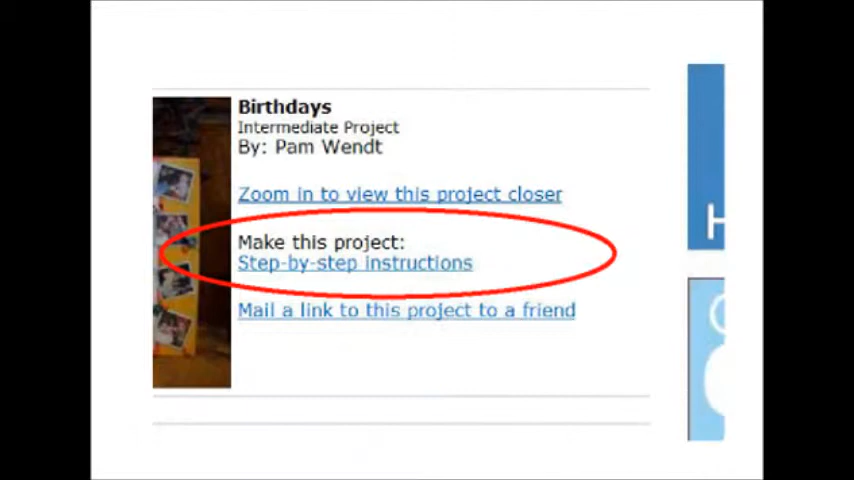 Birthdays
Intermediate Project
By: Pam Wendt
Zoom in to view this project closer
Make this project:
Step-by-step instructions
Mail a link to this project to a friend
H